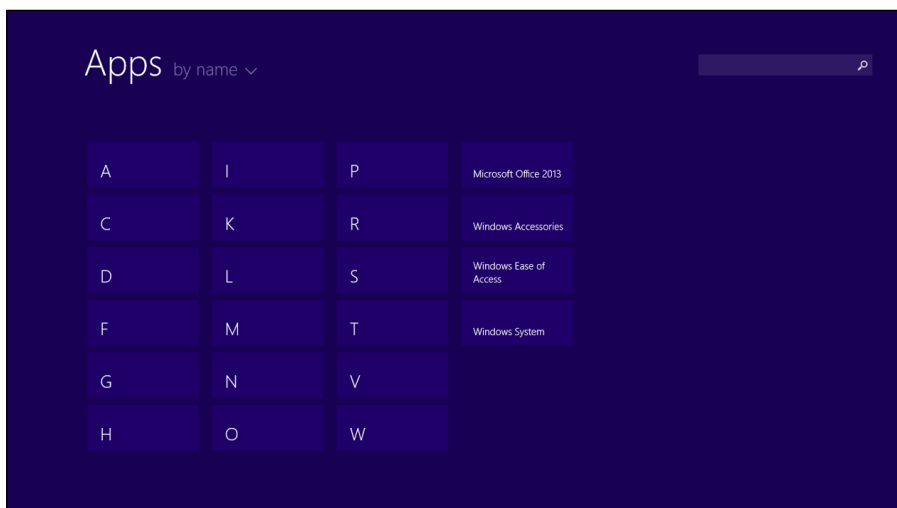 Apps by name
A
C
D
F
G
H
I
K
L
M
N
O
P
R
S
T
V
W
Microsoft Office 2013
Windows Accessories
Windows Ease of
Access
Windows System